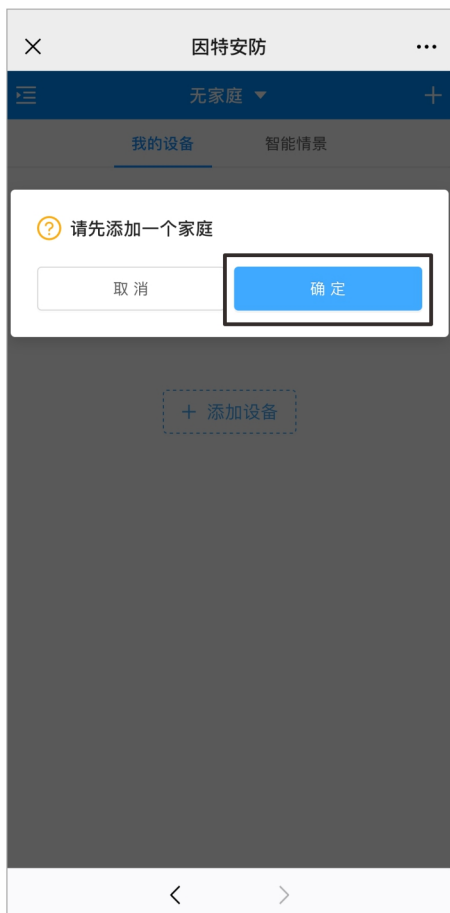 因特安防
无家庭
我的设备 智能情景
请先添加一个家庭
取 消 确 定
+ 添加设备